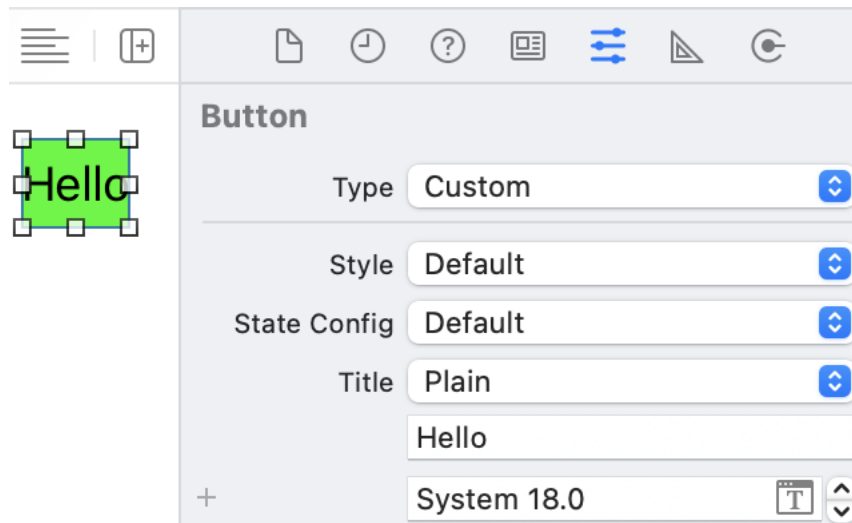 Button
Hello
Type Custom
Style Default
State Config Default
Title Plain
Hello
System 18.0